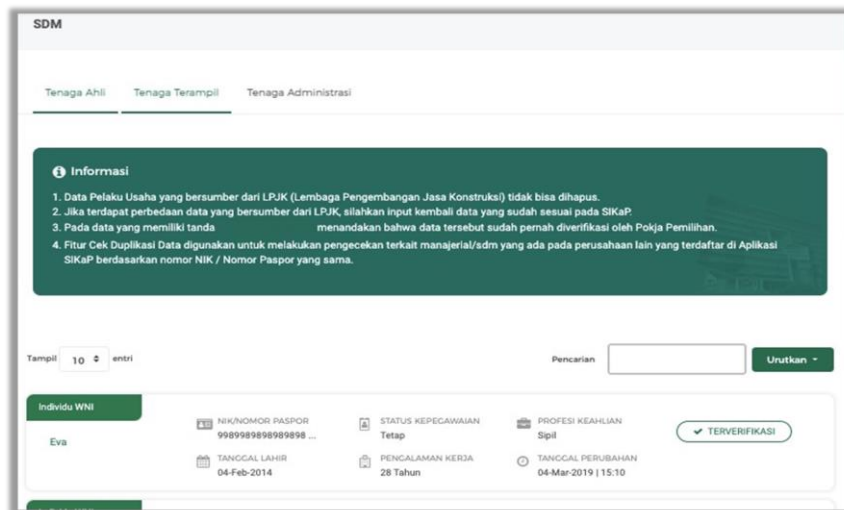 SDM
Tenaga Ahli Tenaga Terampil Tenaga Administrasi
Informasi
1. Data Pelaku Usaha yang bersumber dari LPJK (Lembaga Pengembangan Jasa Konstruksi) tidak bisa dihapus.
2. Jika terdapat perbedaan data yang bersumber dari LPJK, silahkan input kembali data yang sudah sesuai pada SIKaP.
3. Pada data yang memiliki tanda menandakan bahwa data tersebut sudah pernah diverifikasi oleh Pokja Pemilihan.
4. Fitur Cek Duplikasi Data digunakan untuk melakukan pengecekan terkait manajerial/sdm yang ada pada perusahaan lain yang terdaftar di Aplikasi
SIKaP berdasarkan nomor NIK / Nomor Paspor yang sama.
Tampil 10 entri Pencarian Urutkan
Individu WNI
Eva
NIK/NOMOR PASPOR STATUS KEPEGAWAIAN PROFESI KEAHLIAN
9989989898989898 ... Tetap Sipil
TERVERIFIKASI
TANGGAL LAHIR PENGALAMAN KERJA TANGGAL PERUBAHAN
04-Feb-2014 28 Tahun 04-Mar-2019 | 15:10